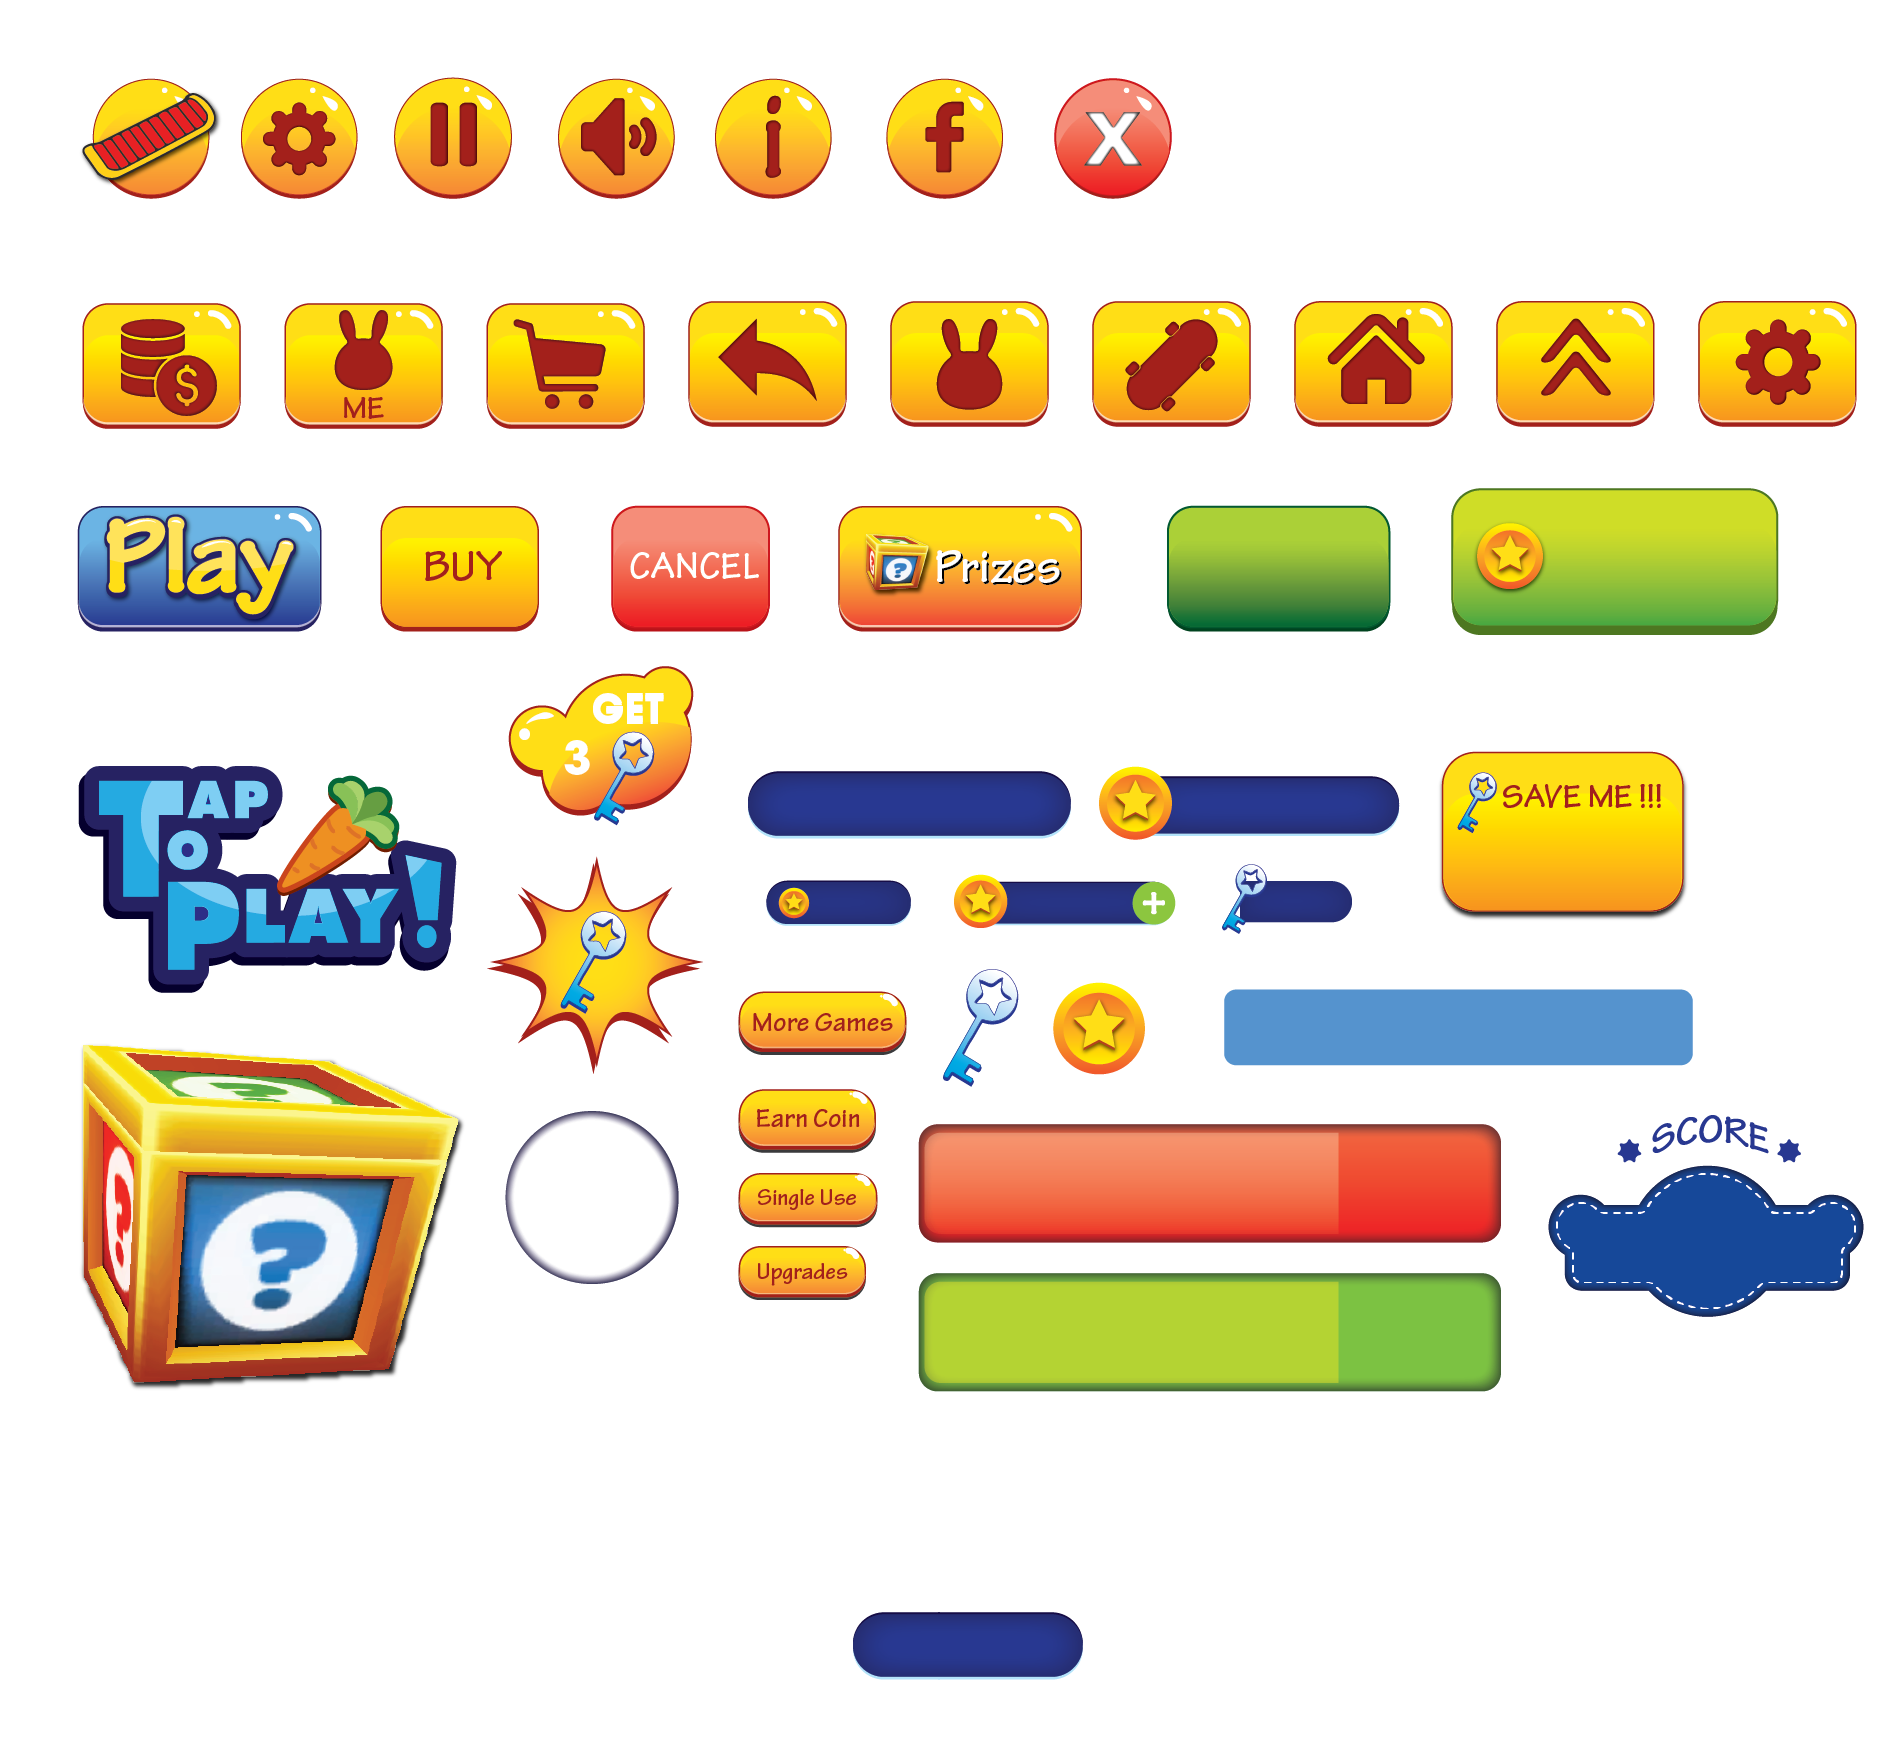 f
X
$
ME
Play
BUY
CANCEL
?
Prizes
GET
3
TAP
TO
PLAY!
SAVE ME !!!
+
More Games
Earn Coin
Single Use
Upgrades
SCORE
?
?
?